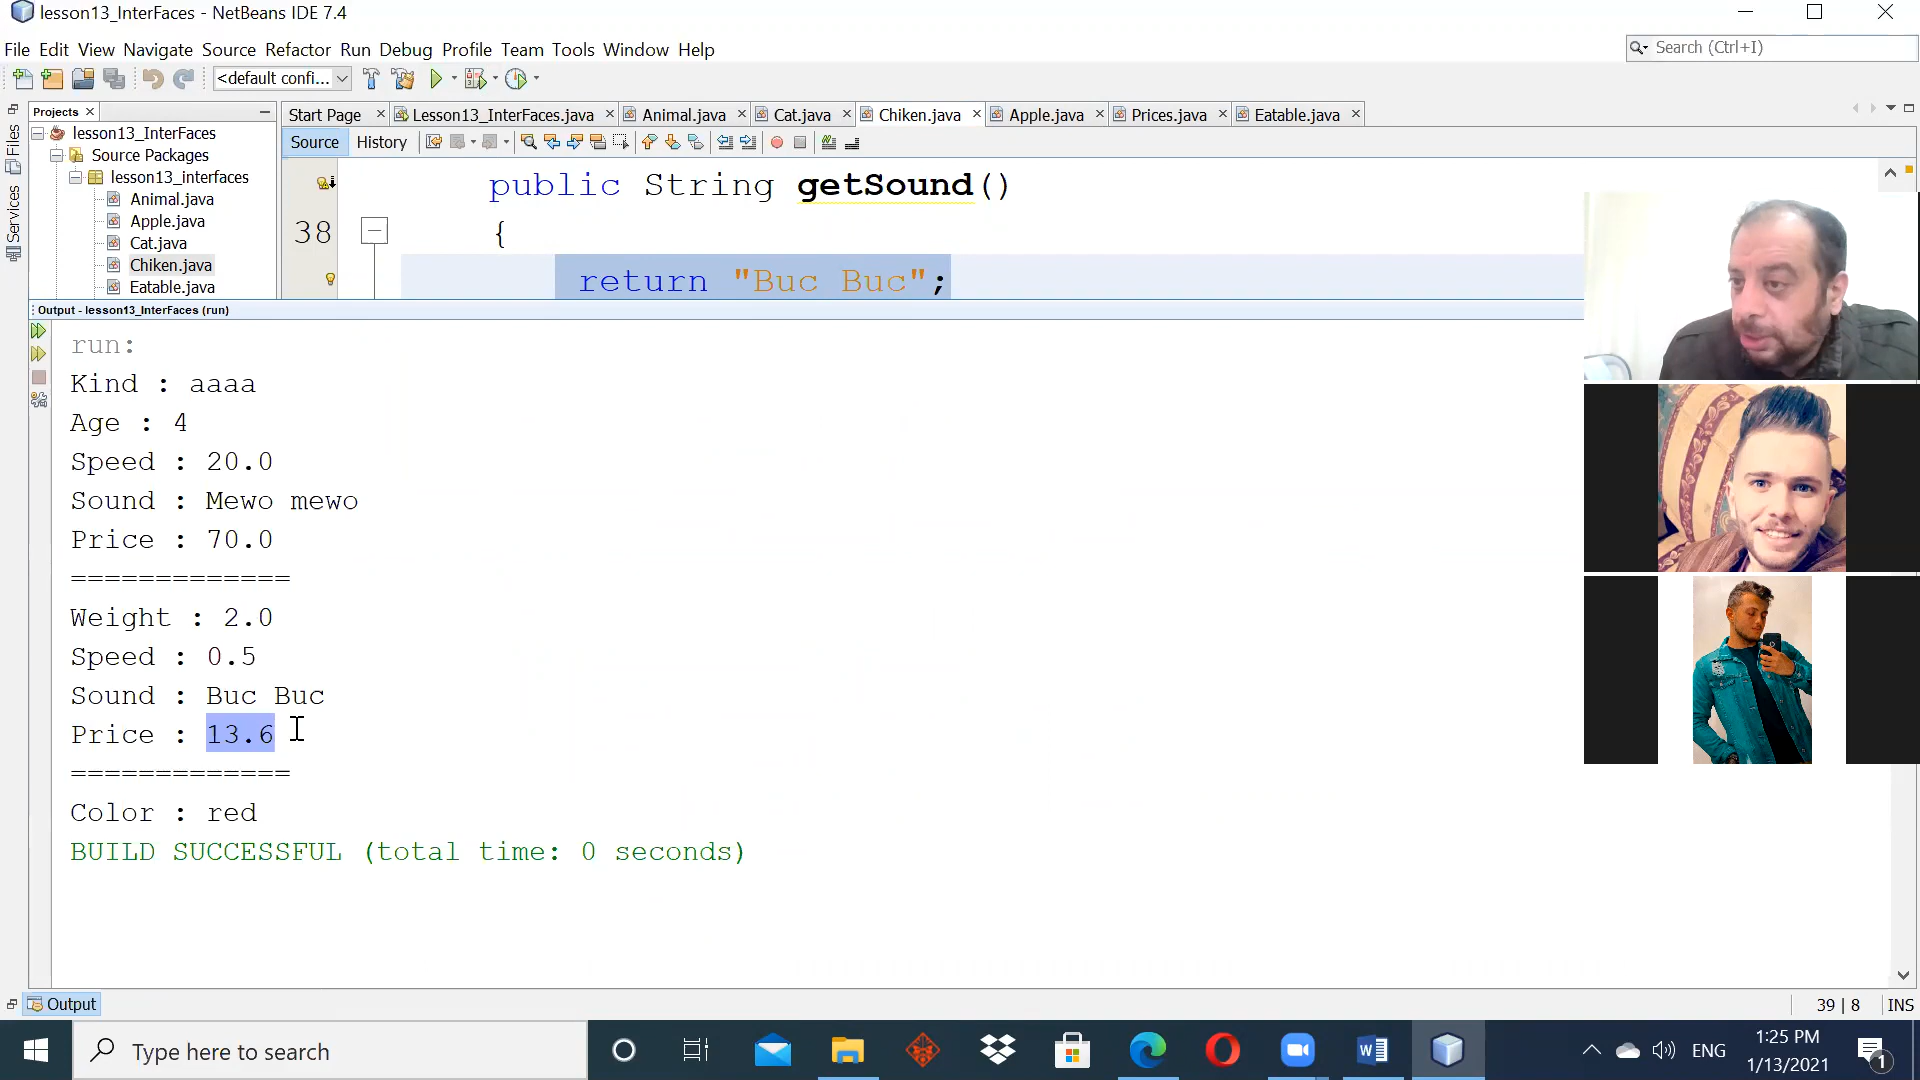 lesson13_InterFaces - NetBeans IDE 7.4
File Edit View Navigate Source Refactor Run Debug Profile Team Tools Window Help
Search (Ctrl+I)
<default confi...
Projects
Start Page
Lesson13_InterFaces.java
Animal.java
Cat.java
Chiken.java
Apple.java
Prices.java
Eatable.java
Files
Services
lesson13_InterFaces
Source Packages
lesson13_interfaces
Animal.java
Apple.java
Cat.java
Chiken.java
Eatable.java
Source History
public String getSound()
38 {
return "Buc Buc";
Output - lesson13_InterFaces (run)
run:
Kind : aaaa
Age : 4
Speed : 20.0
Sound : Mewo mewo
Price : 70.0
=============
Weight : 2.0
Speed : 0.5
Sound : Buc Buc
Price : 13.6
=============
Color : red
BUILD SUCCESSFUL (total time: 0 seconds)
Output
39 | 8 INS
Type here to search
ENG
1:25 PM
1/13/2021
1